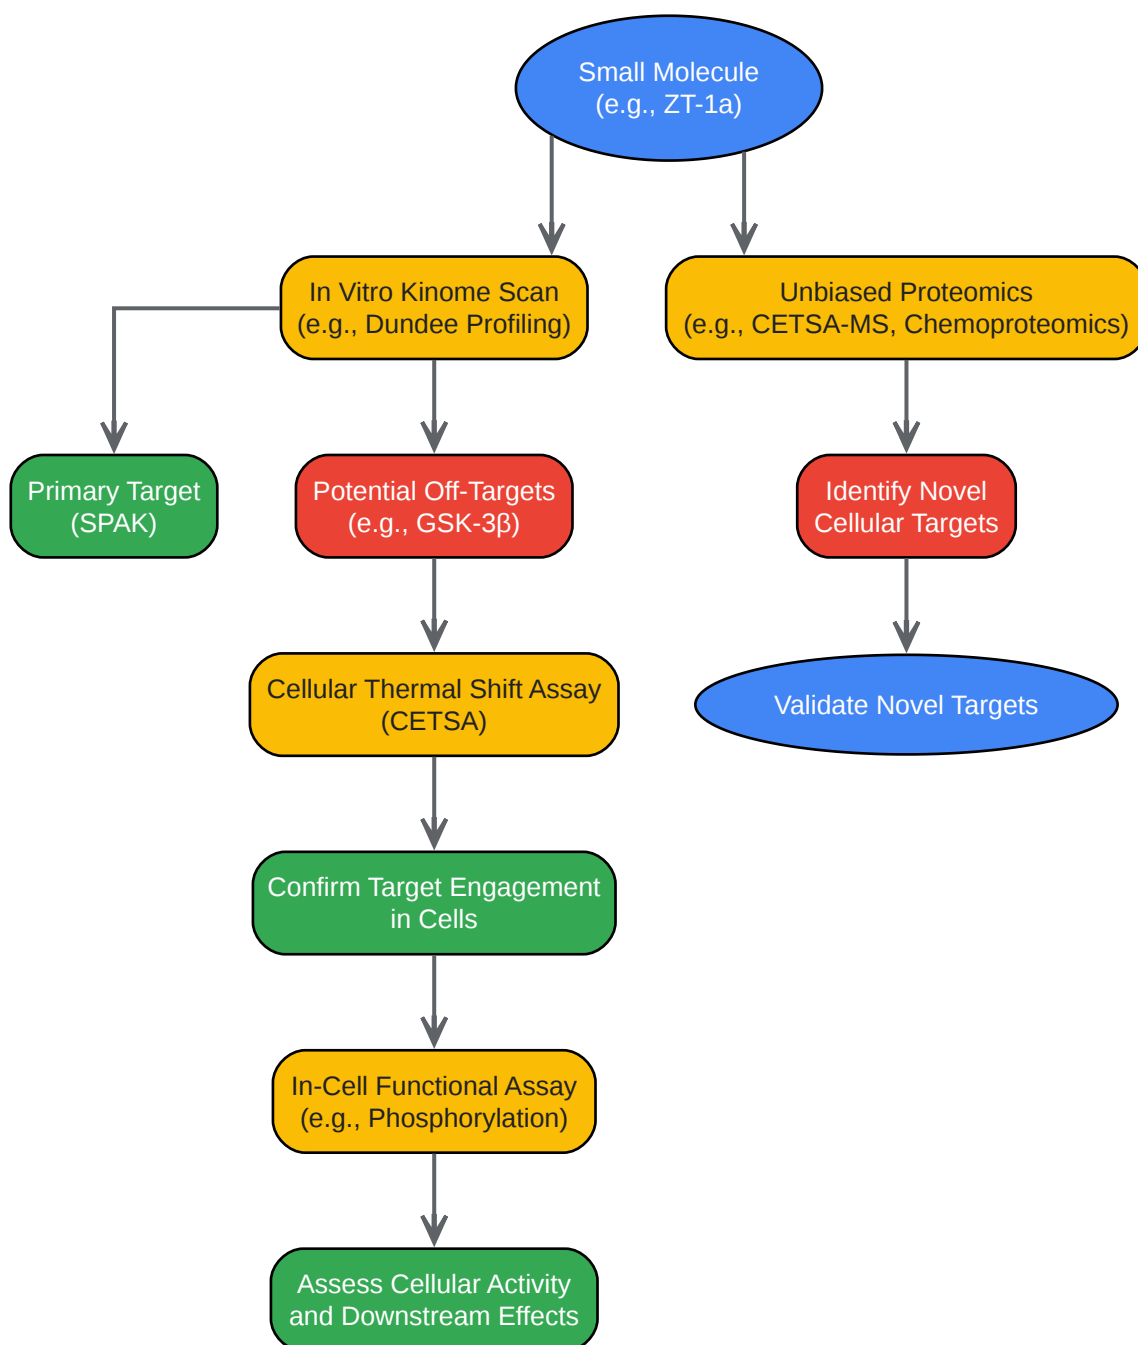 Small Molecule
(e.g., ZT-1a)
In Vitro Kinome Scan
(e.g., Dundee Profiling)
Unbiased Proteomics
(e.g., CETSA-MS, Chemoproteomics)
Primary Target
(SPAK)
Potential Off-Targets
(e.g., GSK-3β)
Identify Novel
Cellular Targets
Cellular Thermal Shift Assay
(CETSA)
Validate Novel Targets
Confirm Target Engagement
in Cells
In-Cell Functional Assay
(e.g., Phosphorylation)
Assess Cellular Activity
and Downstream Effects